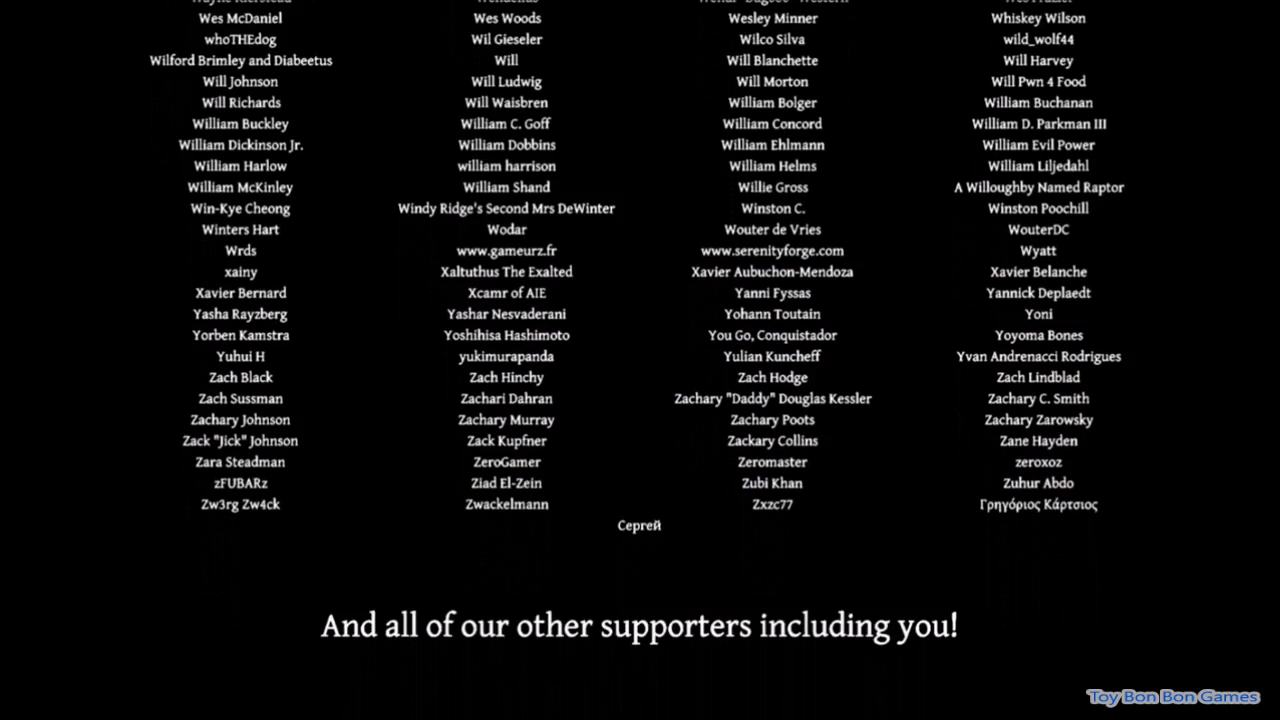 Wes McDaniel Wes Woods Wesley Minner Whiskey Wilson
whoTHEdog Wil Gieseler Wilco Silva wild_wolf44
Wilford Brimley and Diabeetus Will Will Blanchette Will Harvey
Will Johnson Will Ludwig Will Morton Will Pwn 4 Food
Will Richards Will Waisbren William Bolger William Buchanan
William Buckley William C. Goff William Concord William D. Parkman III
William Dickinson Jr. William Dobbins William Ehlmann William Evil Power
William Harlow william harrison William Helms William Liljedahl
William McKinley William Shand Willie Gross A Willoughby Named Raptor
Win-Kye Cheong Windy Ridge's Second Mrs DeWinter Winston C. Winston Poochill
Winters Hart Wodar Wouter de Vries WouterDC
Wrds www.gameurz.fr www.serenityforge.com Wyatt
xainy Xaltuthus The Exalted Xavier Aubuchon-Mendoza Xavier Belanche
Xavier Bernard Xcamr of AIE Yanni Fyssas Yannick Deplaedt
Yasha Rayzberg Yashar Nesvaderani Yohann Toutain Yoni
Yorben Kamstra Yoshihisa Hashimoto You Go, Conquistador Yoyoma Bones
Yuhui H yukimurapanda Yulian Kuncheff Yvan Andrenacci Rodrigues
Zach Black Zach Hinchy Zach Hodge Zach Lindblad
Zach Sussman Zachari Dahran Zachary "Daddy" Douglas Kessler Zachary C. Smith
Zachary Johnson Zachary Murray Zachary Poots Zachary Zarowsky
Zack "Jick" Johnson Zack Kupfner Zackary Collins Zane Hayden
Zara Steadman ZeroGamer Zeromaster zeroxoz
zFUBARz Ziad El-Zein Zubi Khan Zuhur Abdo
Zw3rg Zw4ck Zwackelmann Zxzc77 Γρηγόριος Κάρτσιος
Сергей
And all of our other supporters including you!
Toy Bon Bon Games